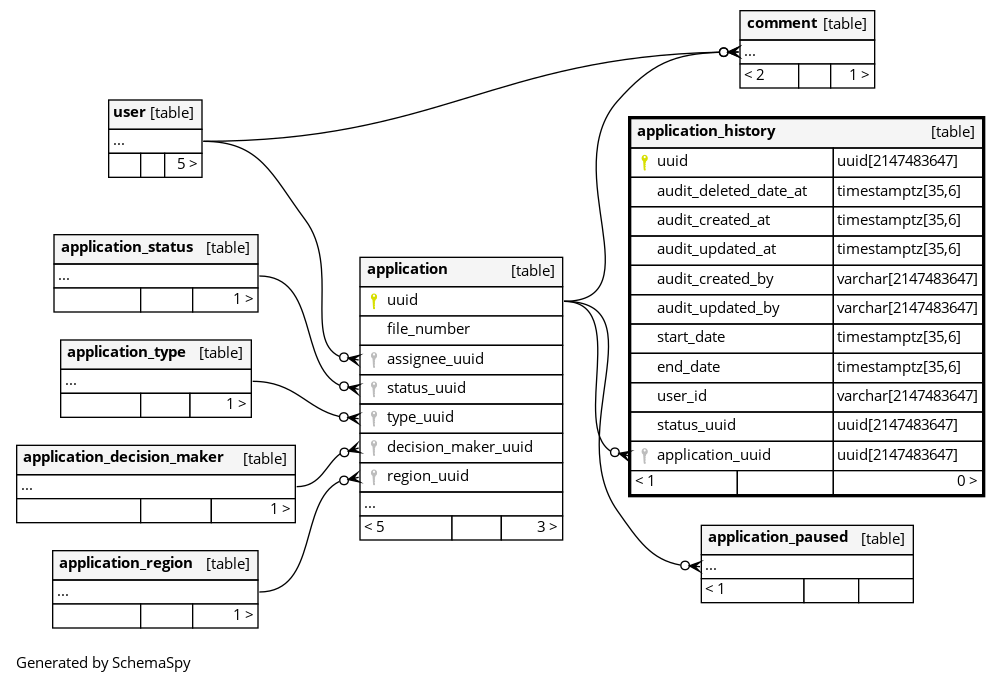 comment [table]
...
< 2 1 >
user [table]
...
5 >
application_history [table]
uuid uuid[2147483647]
audit_deleted_date_at timestamptz[35,6]
audit_created_at timestamptz[35,6]
audit_updated_at timestamptz[35,6]
audit_created_by varchar[2147483647]
audit_updated_by varchar[2147483647]
start_date timestamptz[35,6]
end_date timestamptz[35,6]
user_id varchar[2147483647]
status_uuid uuid[2147483647]
application_uuid uuid[2147483647]
< 1 0 >
application_status [table]
...
1 >
application_type [table]
...
1 >
application_decision_maker [table]
...
1 >
application_region [table]
...
1 >
application [table]
uuid
file_number
assignee_uuid
status_uuid
type_uuid
decision_maker_uuid
region_uuid
...
< 5 3 >
application_paused [table]
...
< 1
Generated by SchemaSpy